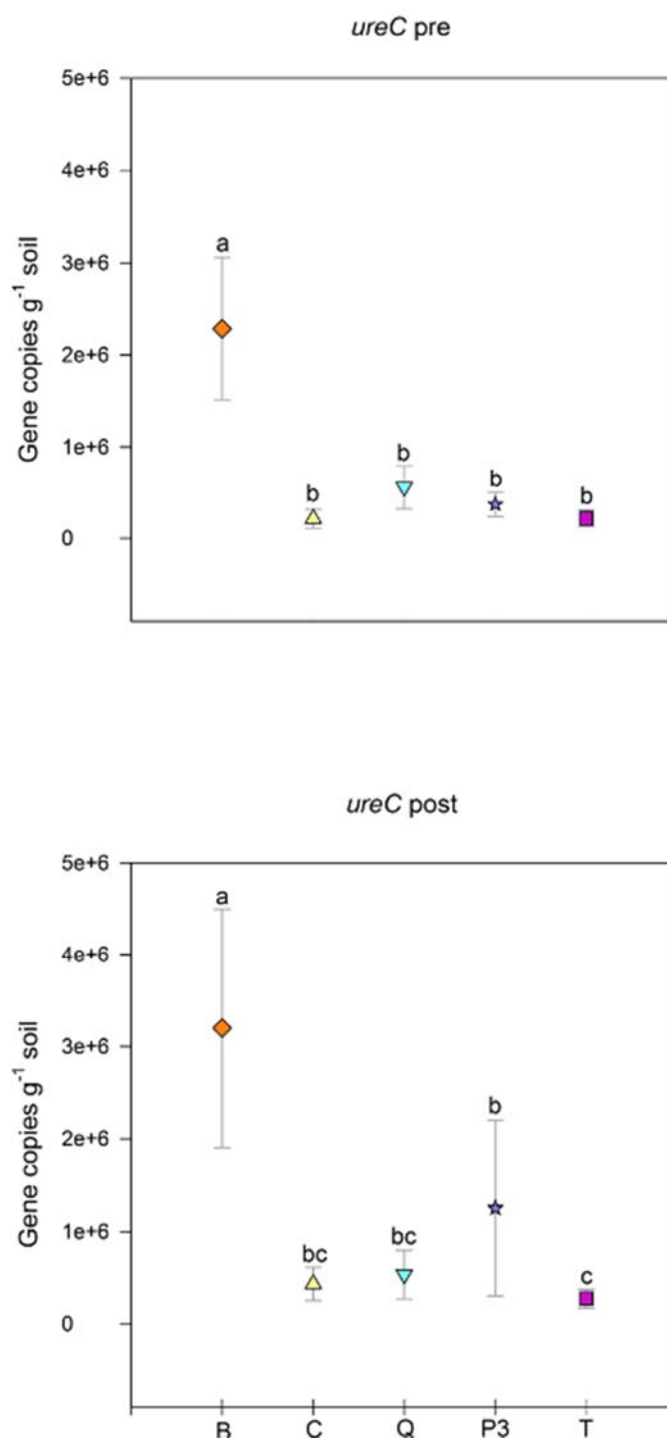 ureC pre
5e+6
4e+6
3e+6
2e+6
1e+6
0
Gene copies g⁻¹ soil
a
b
b
b
b
ureC post
5e+6
4e+6
3e+6
2e+6
1e+6
0
Gene copies g⁻¹ soil
a
bc
bc
b
c
B C Q P3 T